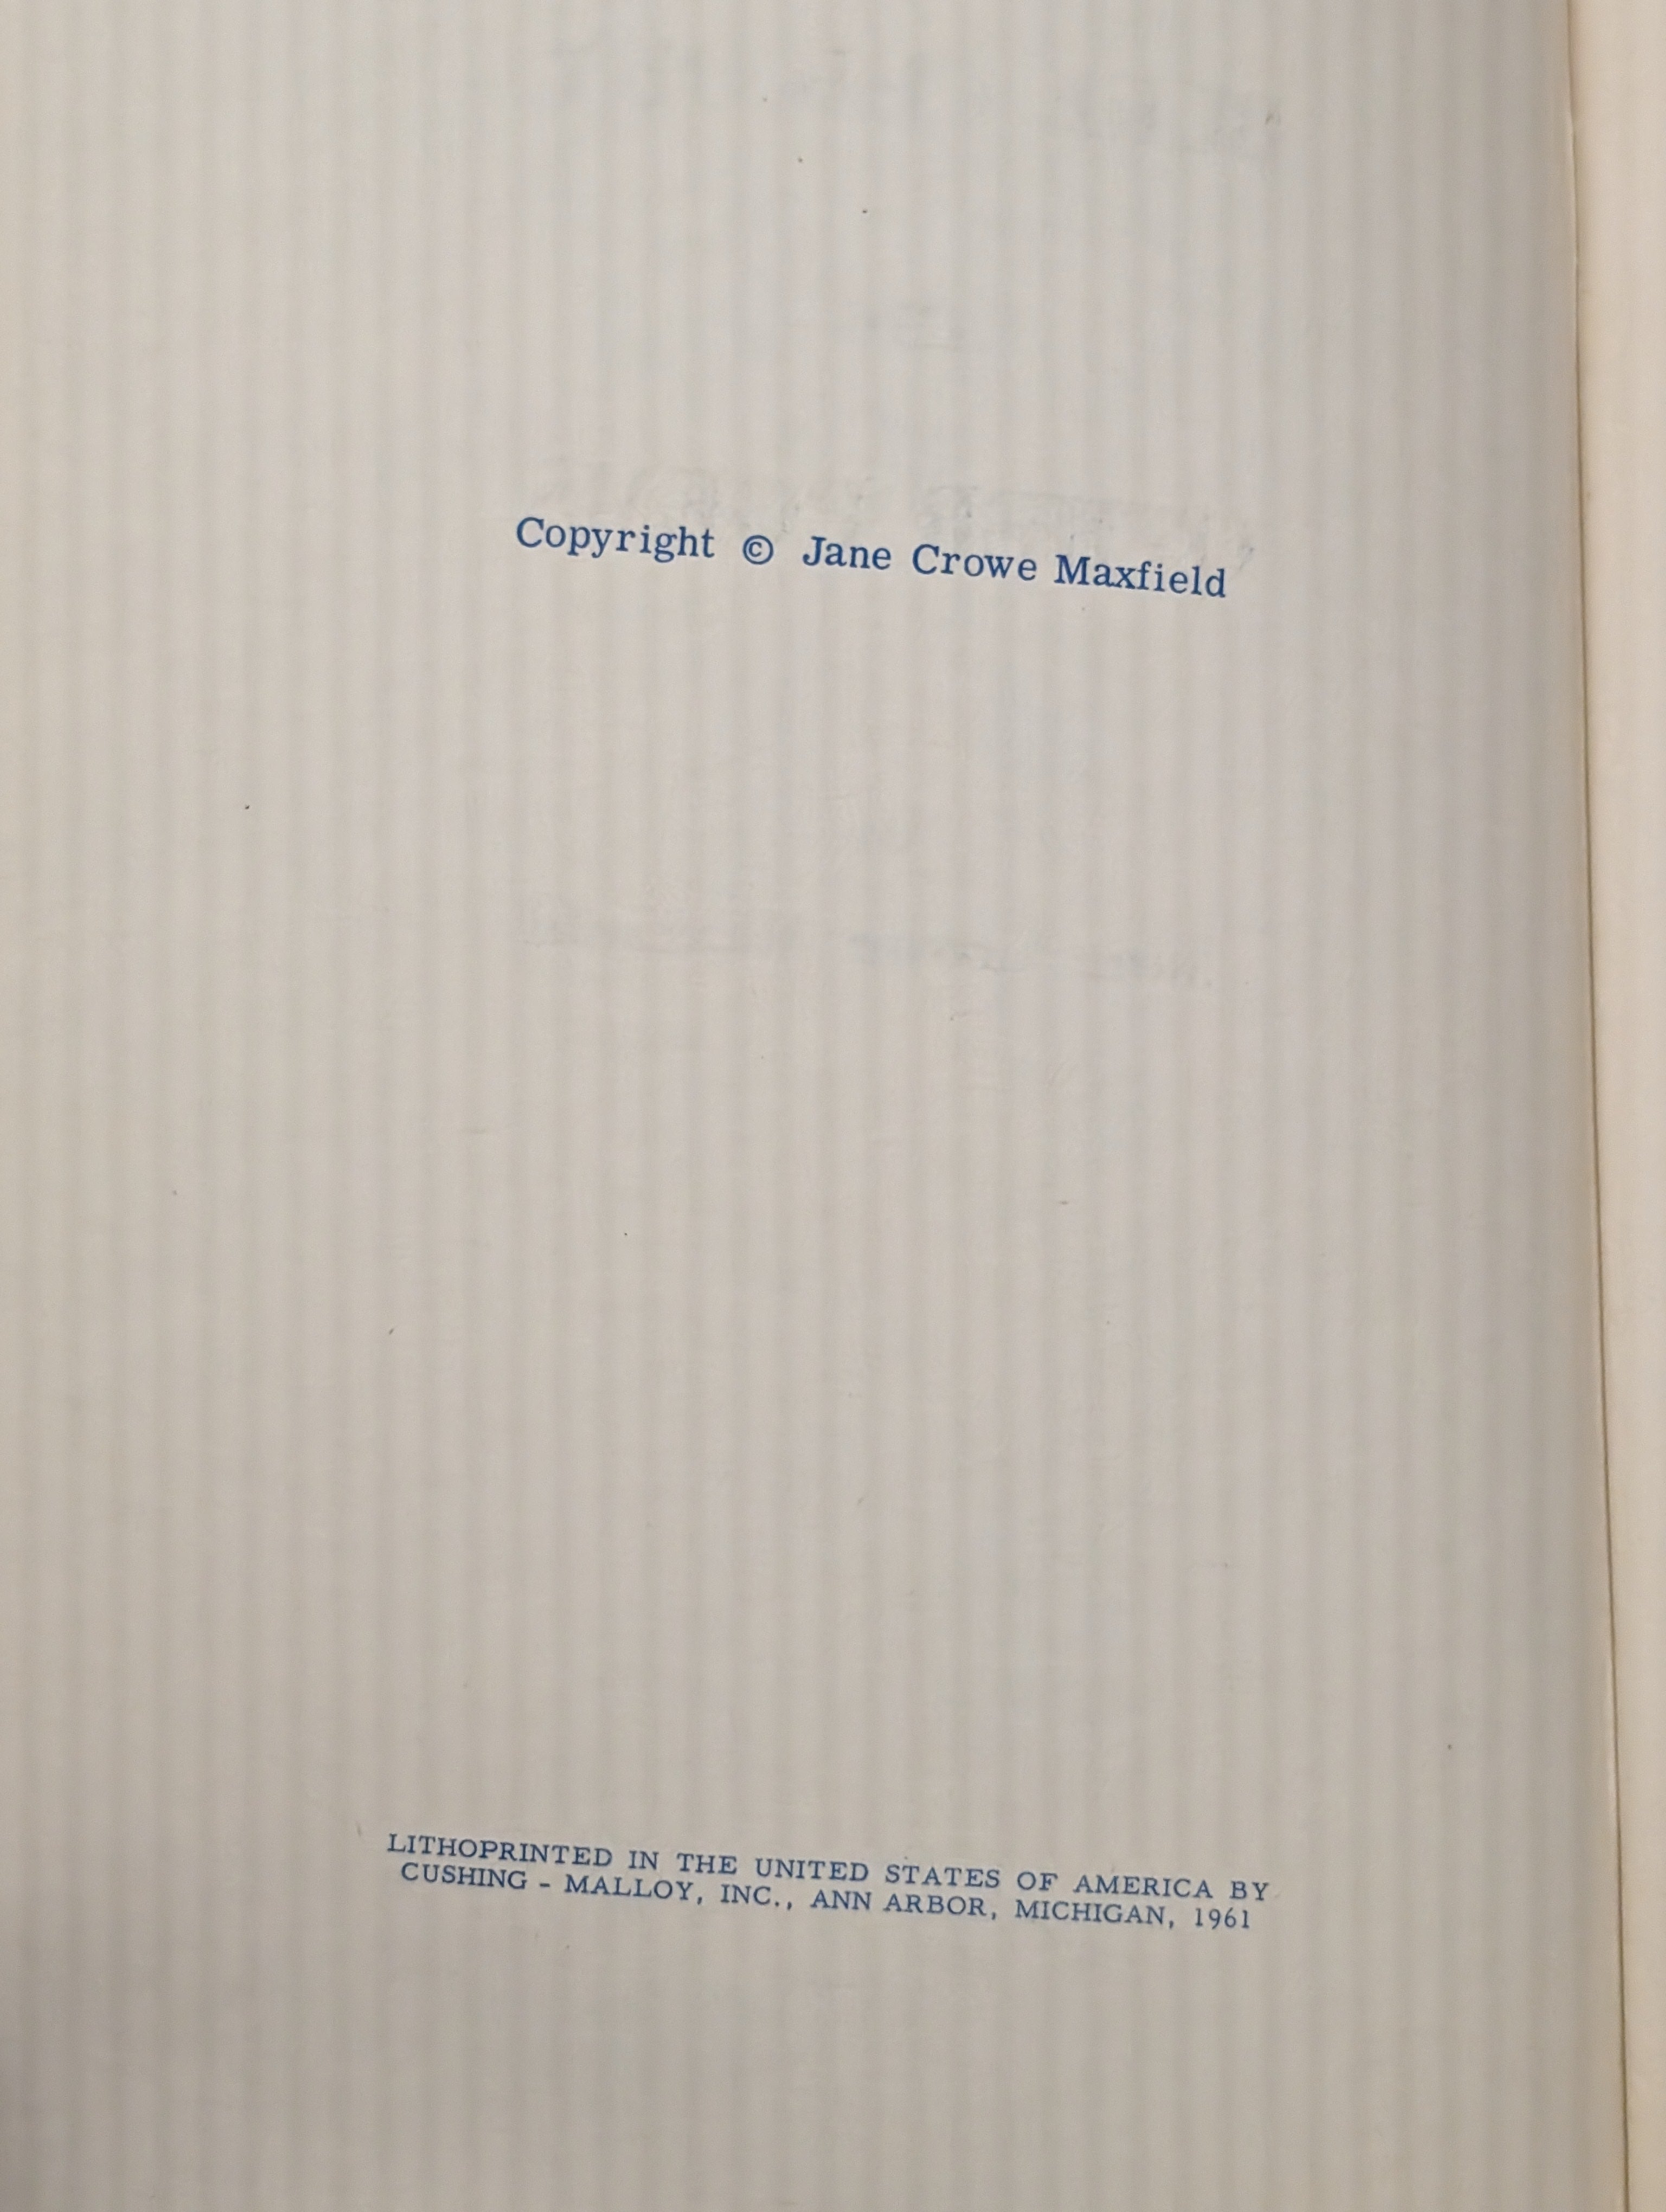 Copyright © Jane Crowe Maxfield
LITHOPRINTED IN THE UNITED STATES OF AMERICA BY
CUSHING - MALLOY, INC., ANN ARBOR, MICHIGAN, 1961